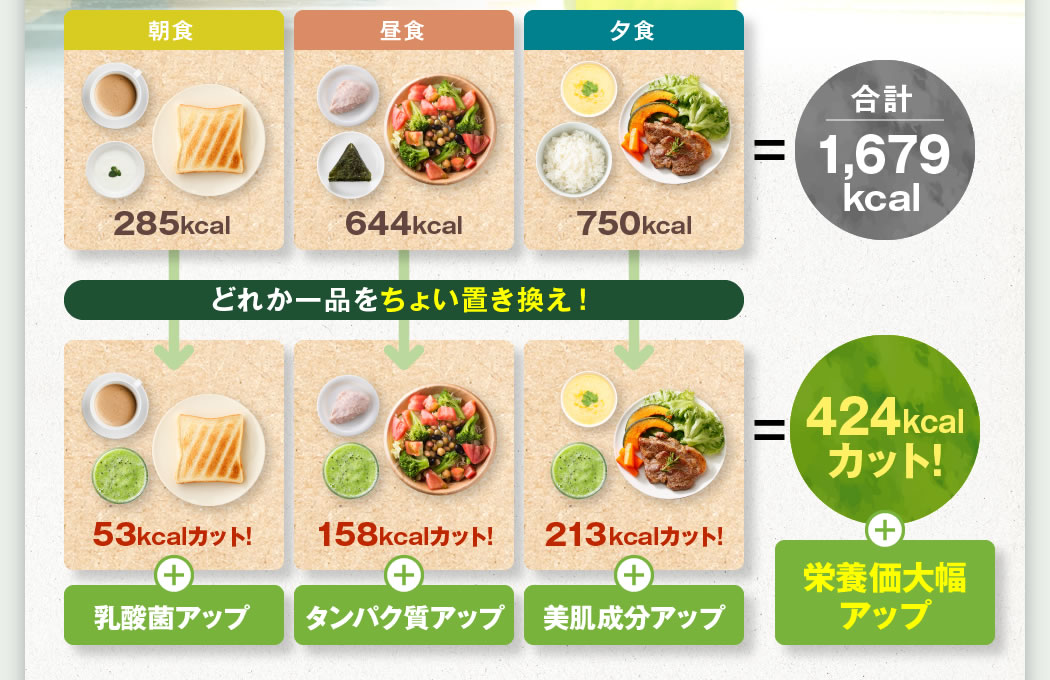 朝食
昼食
夕食
285kcal
644kcal
750kcal
=
合計
1,679
kcal
どれか一品をちょい置き換え!
53kcalカット!
158kcalカット!
213kcalカット!
=
424kcal
カット!
+
+
+
+
乳酸菌アップ
タンパク質アップ
美肌成分アップ
栄養価大幅
アップ